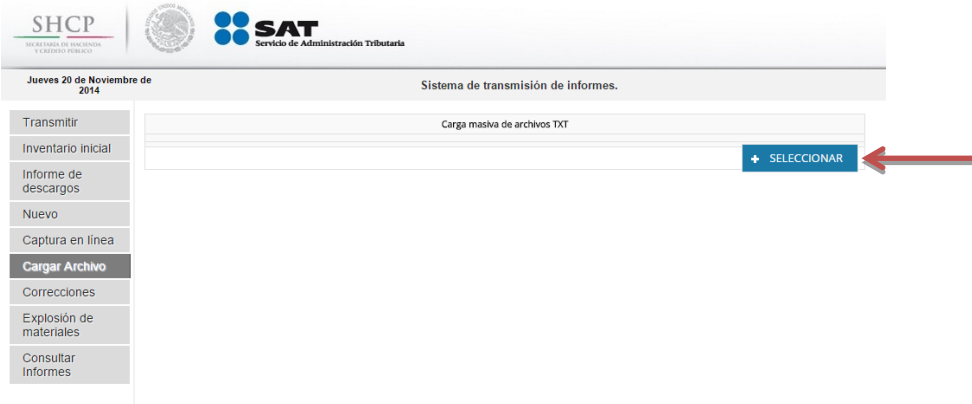 SHCP
SECRETARÍA DE HACIENDA
Y CRÉDITO PÚBLICO
SAT
Servicio de Administración Tributaria
Jueves 20 de Noviembre de
2014
Sistema de transmisión de informes.
Transmitir
Inventario inicial
Informe de
descargos
Nuevo
Captura en línea
Cargar Archivo
Correcciones
Explosión de
materiales
Consultar
Informes
Carga masiva de archivos TXT
+ SELECCIONAR